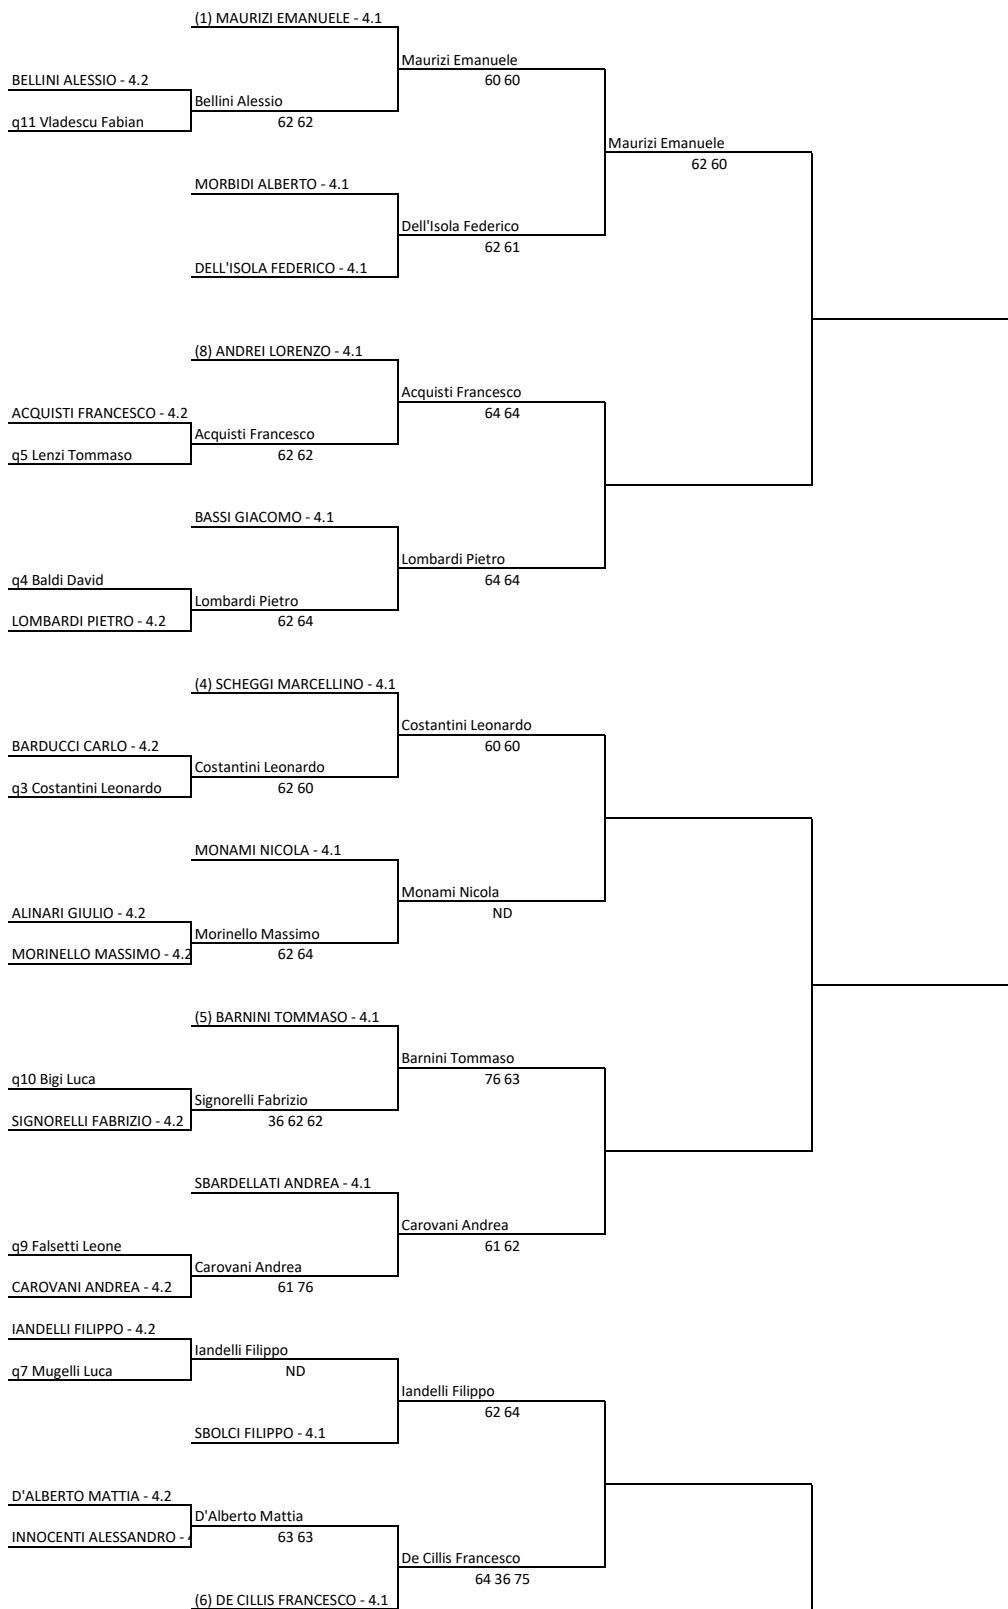 (1) MAURIZI EMANUELE - 4.1
Maurizi Emanuele
BELLINI ALESSIO - 4.2
60 60
Bellini Alessio
q11 Vladescu Fabian
62 62
Maurizi Emanuele
62 60
MORBIDI ALBERTO - 4.1
Dell'Isola Federico
62 61
DELL'ISOLA FEDERICO - 4.1
(8) ANDREI LORENZO - 4.1
Acquisti Francesco
ACQUISTI FRANCESCO - 4.2
64 64
Acquisti Francesco
q5 Lenzi Tommaso
62 62
BASSI GIACOMO - 4.1
Lombardi Pietro
q4 Baldi David
64 64
Lombardi Pietro
LOMBARDI PIETRO - 4.2
62 64
(4) SCHEGGI MARCELLINO - 4.1
Costantini Leonardo
BARDUCCI CARLO - 4.2
60 60
Costantini Leonardo
q3 Costantini Leonardo
62 60
MONAMI NICOLA - 4.1
Monami Nicola
ALINARI GIULIO - 4.2
ND
Morinello Massimo
MORINELLO MASSIMO - 4.2
62 64
(5) BARNINI TOMMASO - 4.1
Barnini Tommaso
q10 Bigi Luca
76 63
Signorelli Fabrizio
SIGNORELLI FABRIZIO - 4.2
36 62 62
SBARDELLATI ANDREA - 4.1
Carovani Andrea
q9 Falsetti Leone
61 62
Carovani Andrea
CAROVANI ANDREA - 4.2
61 76
IANDELLI FILIPPO - 4.2
Iandelli Filippo
q7 Mugelli Luca
ND
Iandelli Filippo
62 64
SBOLCI FILIPPO - 4.1
D'ALBERTO MATTIA - 4.2
D'Alberto Mattia
INNOCENTI ALESSANDRO -
63 63
De Cillis Francesco
64 36 75
(6) DE CILLIS FRANCESCO - 4.1